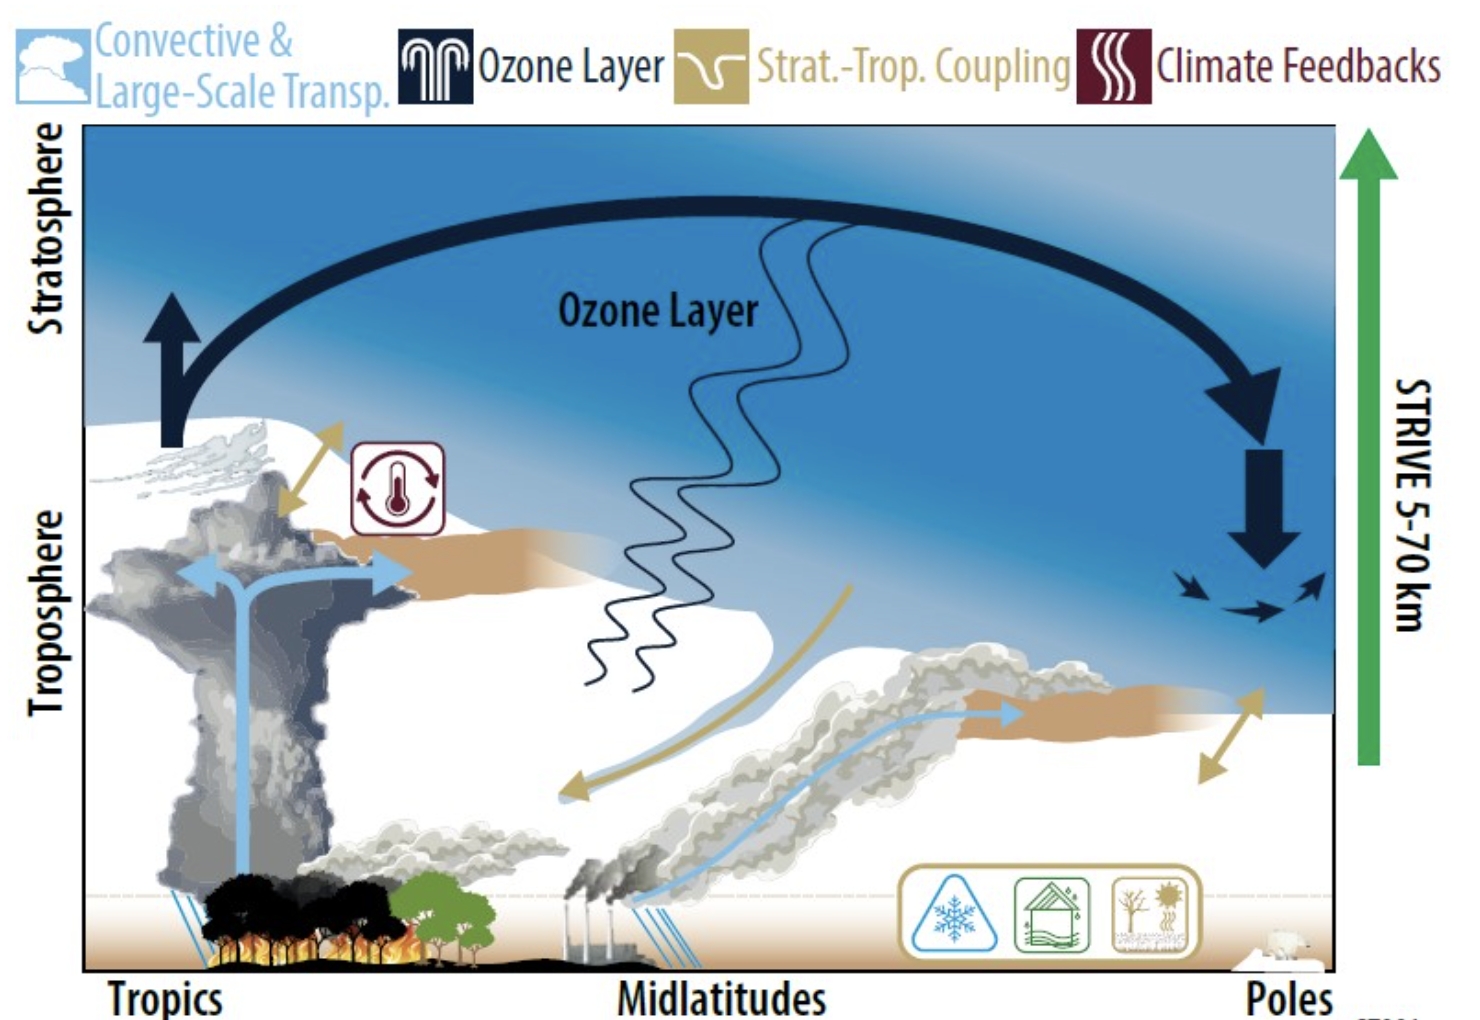 Convective &
Large-Scale Transp.
Ozone Layer
Strat.-Trop. Coupling
Climate Feedbacks
Stratosphere
Ozone Layer
STRIVE 5-70 km
Troposphere
Tropics
Midlatitudes
Poles